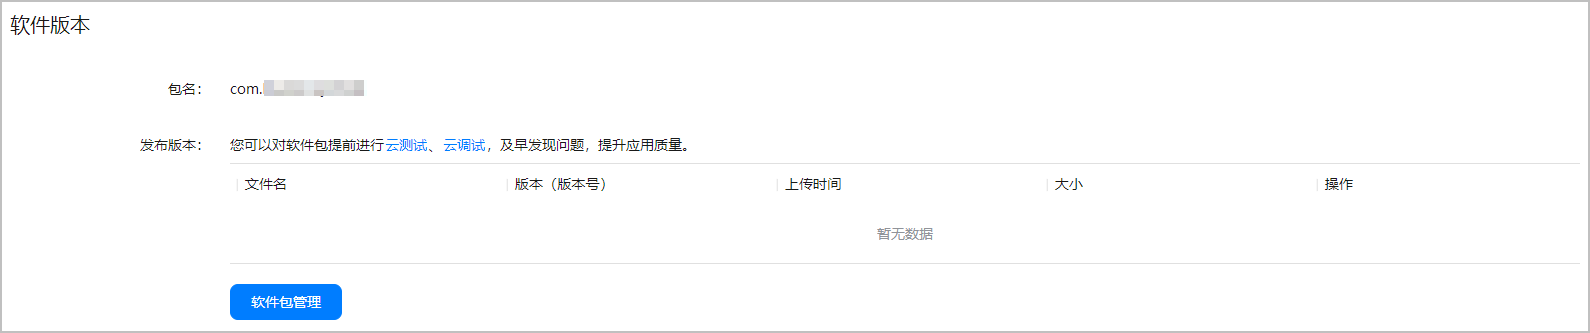 软件版本
包名： com.
发布版本： 您可以对软件包提前进行云测试、云调试，及早发现问题，提升应用质量。
文件名 版本（版本号） 上传时间 大小 操作
暂无数据
软件包管理